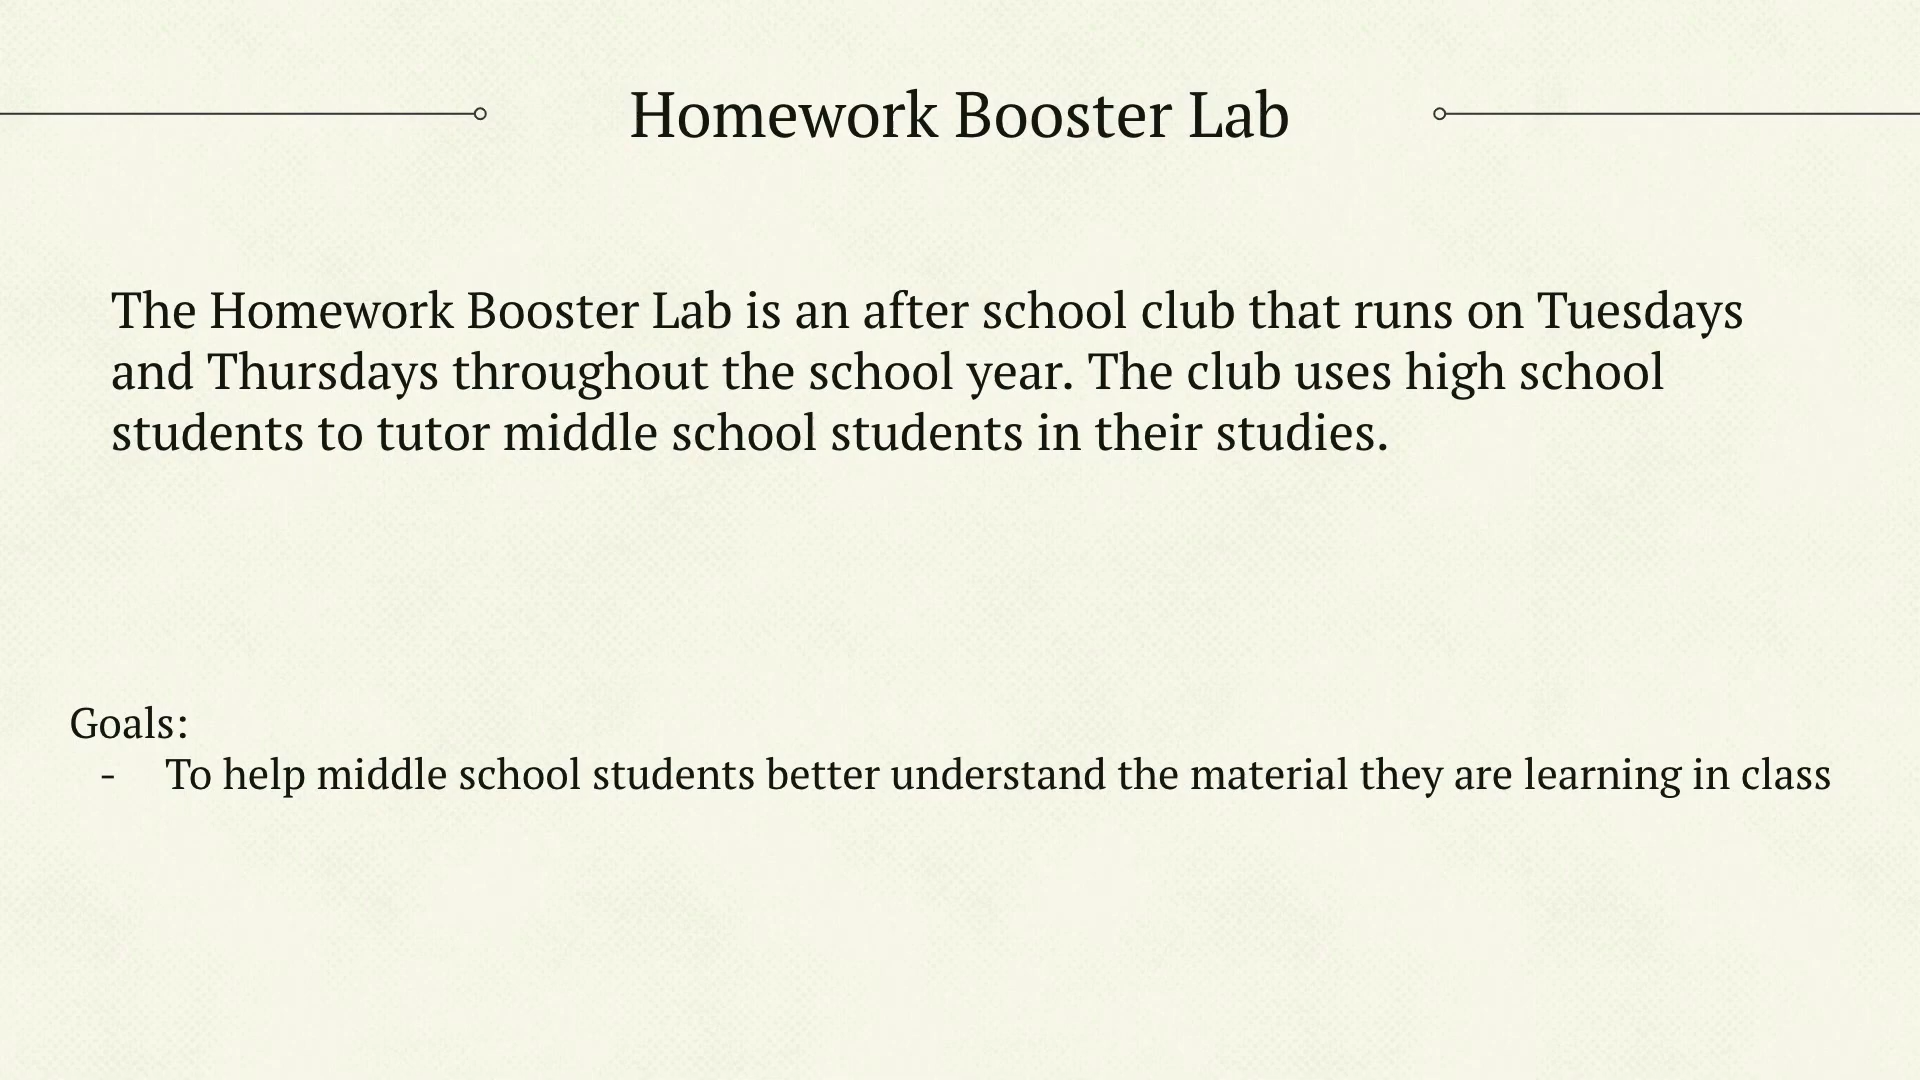 Homework Booster Lab
The Homework Booster Lab is an after school club that runs on Tuesdays
and Thursdays throughout the school year. The club uses high school
students to tutor middle school students in their studies.
Goals:
- To help middle school students better understand the material they are learning in class